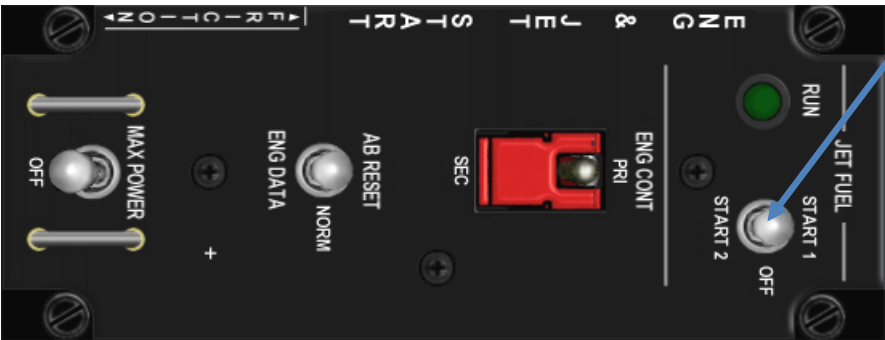 ENG & JET START
JET FUEL
RUN
START 1
OFF
START 2
ENG CONT
PRI
SEC
AB RESET
NORM
ENG DATA
MAX POWER
OFF
FRICTION